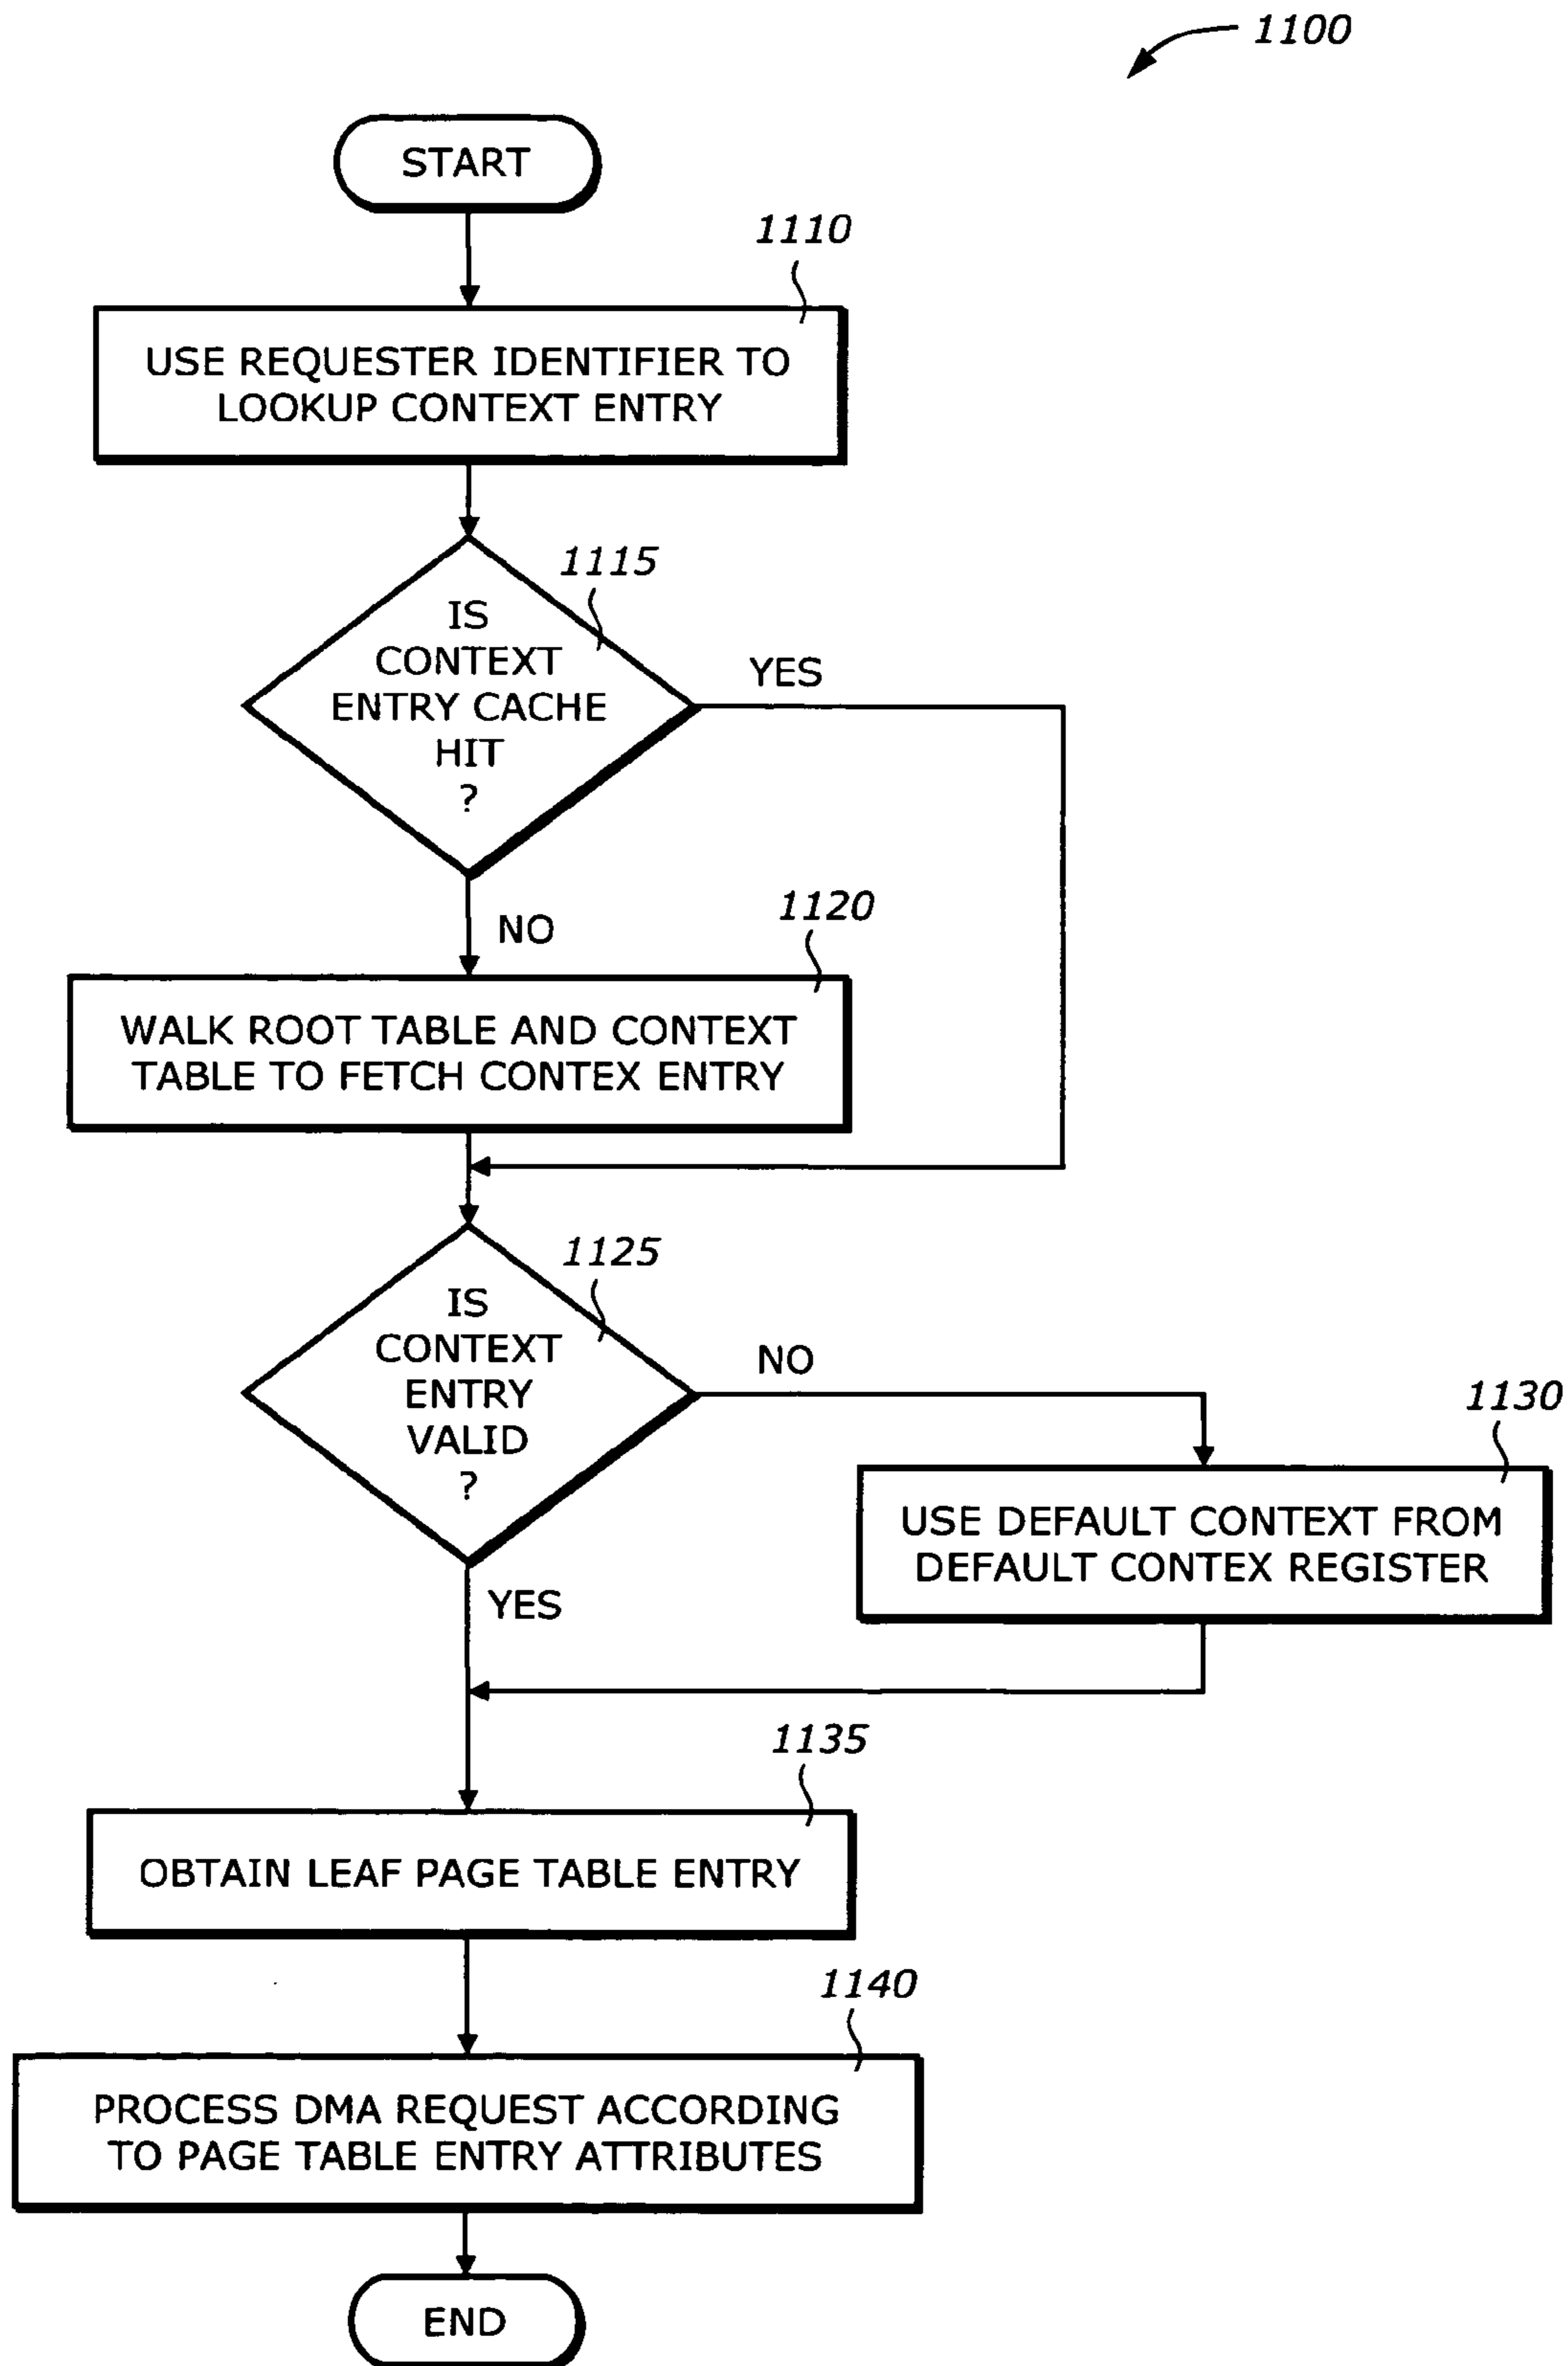 1100
START
1110
USE REQUESTER IDENTIFIER TO
LOOKUP CONTEXT ENTRY
1115
IS
CONTEXT
ENTRY CACHE
HIT
?
YES
NO
1120
WALK ROOT TABLE AND CONTEXT
TABLE TO FETCH CONTEX ENTRY
1125
IS
CONTEXT
ENTRY
VALID
?
NO
1130
USE DEFAULT CONTEXT FROM
DEFAULT CONTEX REGISTER
YES
1135
OBTAIN LEAF PAGE TABLE ENTRY
1140
PROCESS DMA REQUEST ACCORDING
TO PAGE TABLE ENTRY ATTRIBUTES
END